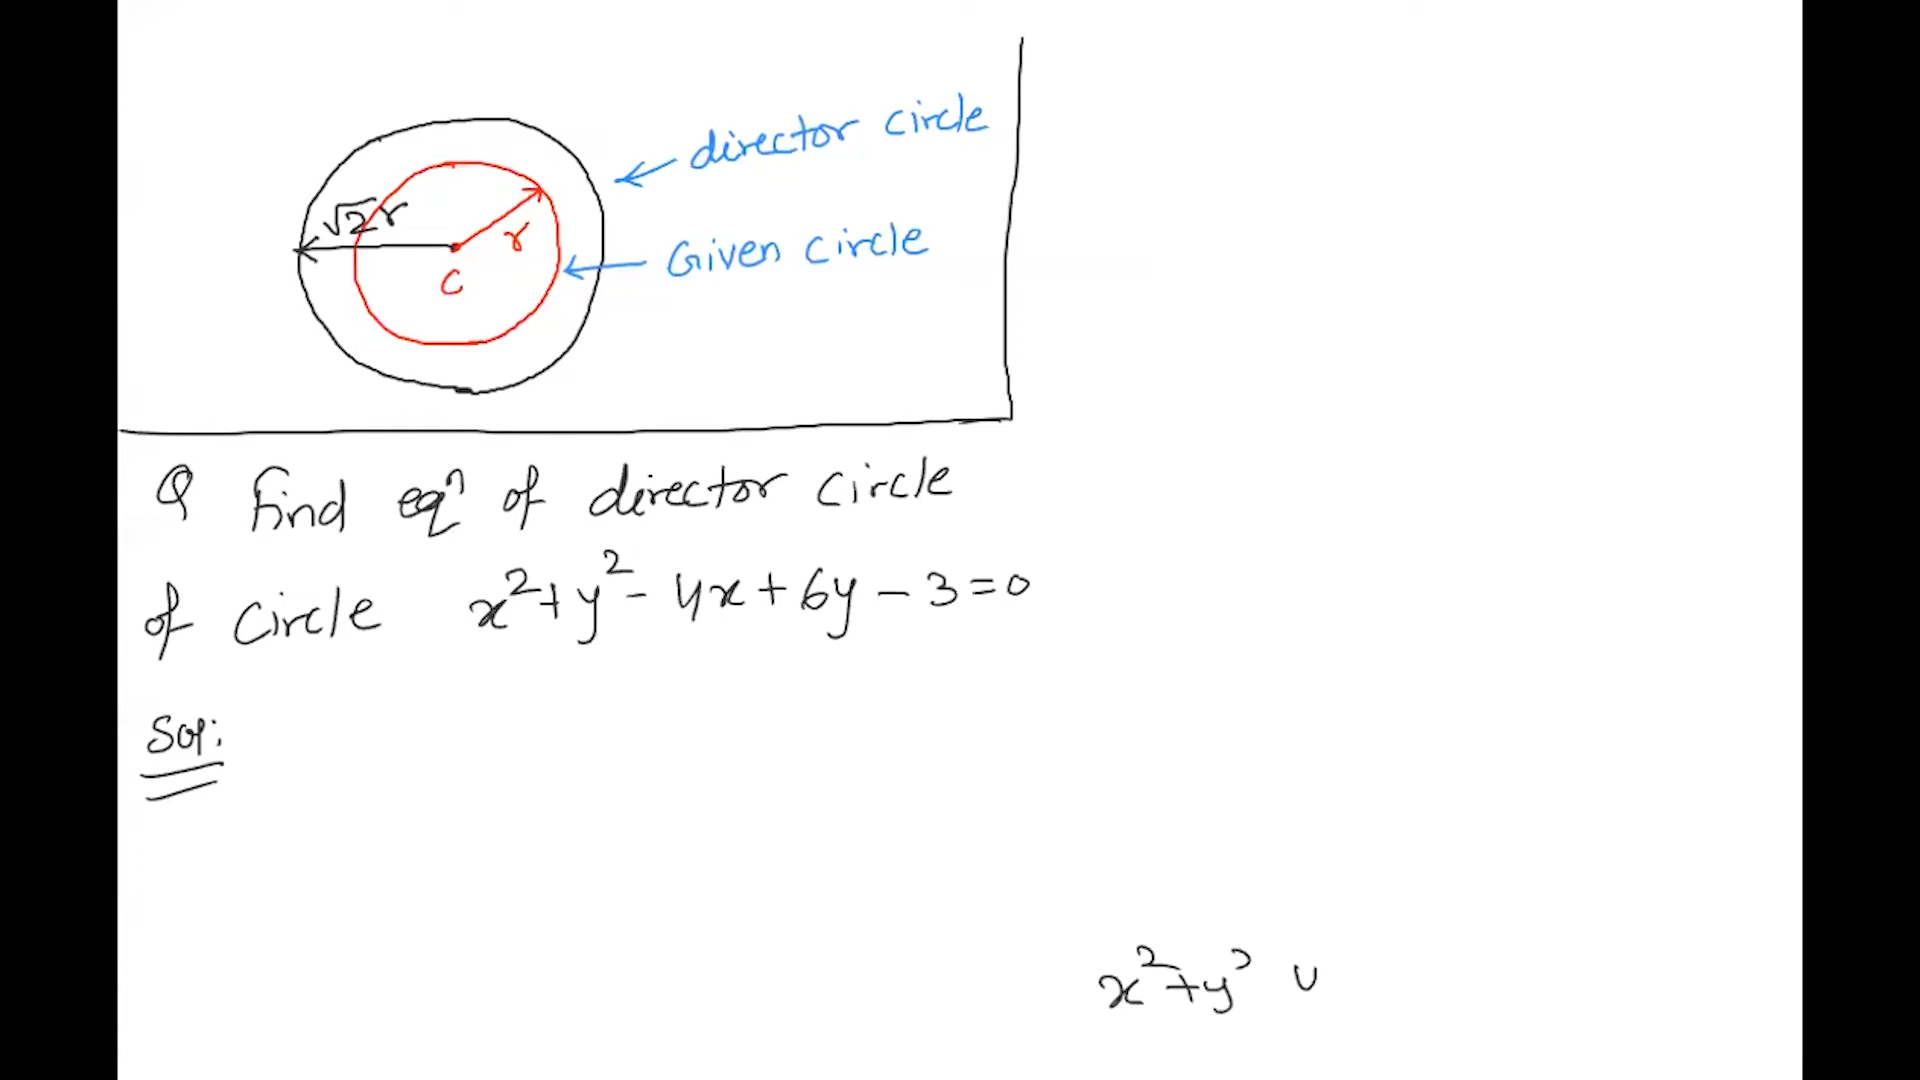 director circle
√2r
r
Given circle
C
Q Find eqⁿ of director circle
of circle x²+y²-4x+6y-3=0
Solⁿ:
x²+y²